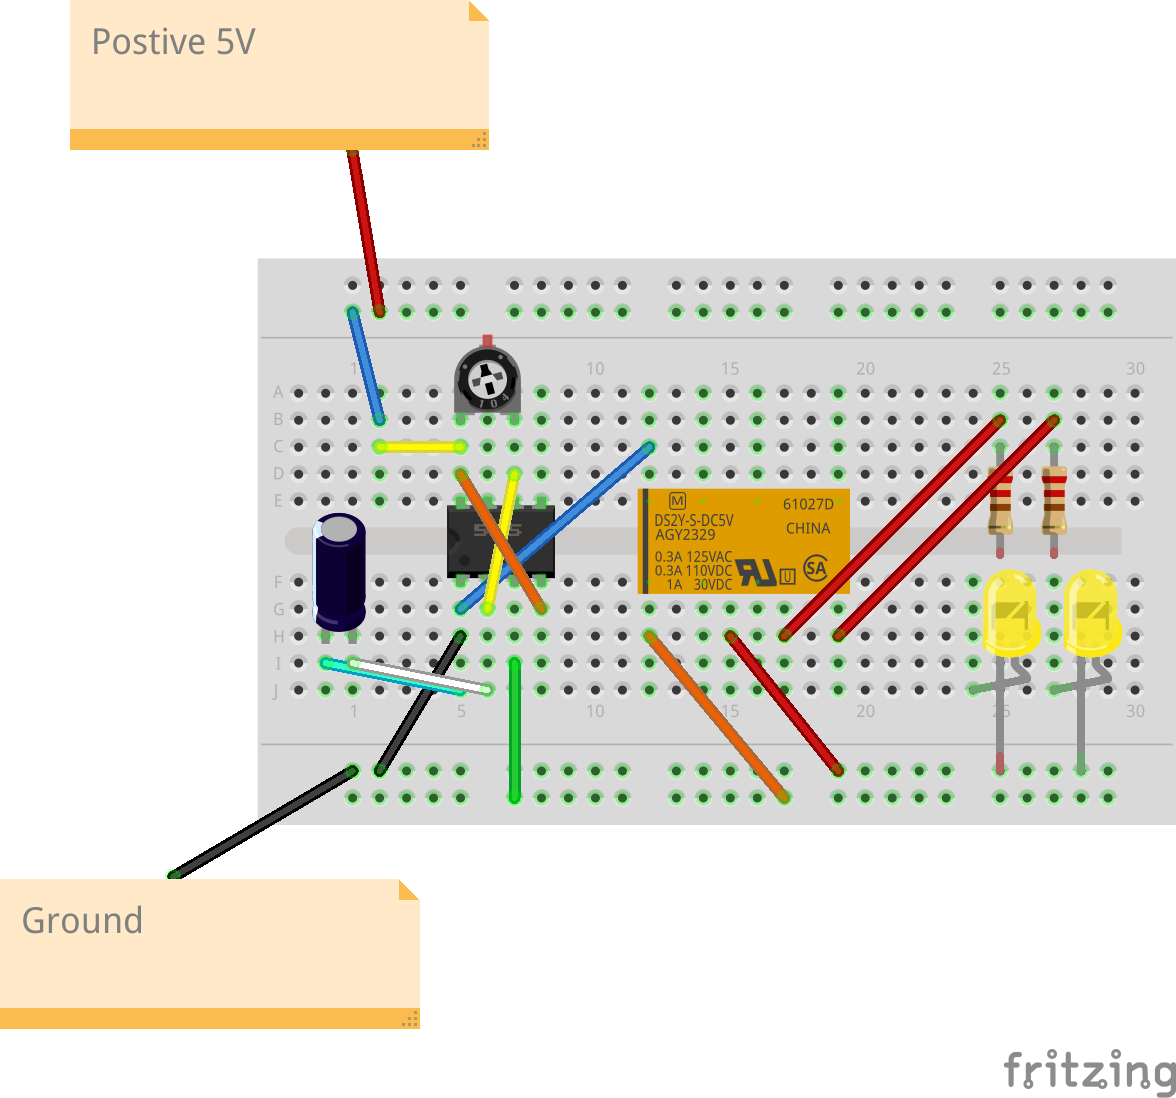 Postive 5V
1 10 15 20 25 30
A
B
104
C
D
E
555
M 61027D
DS2Y-S-DC5V
CHINA
AGY2329
0.3A 125VAC
0.3A 110VDC
1A 30VDC
U
SA
F
G
H
I
J
1 5 10 15 20 25 30
Ground
fritzing